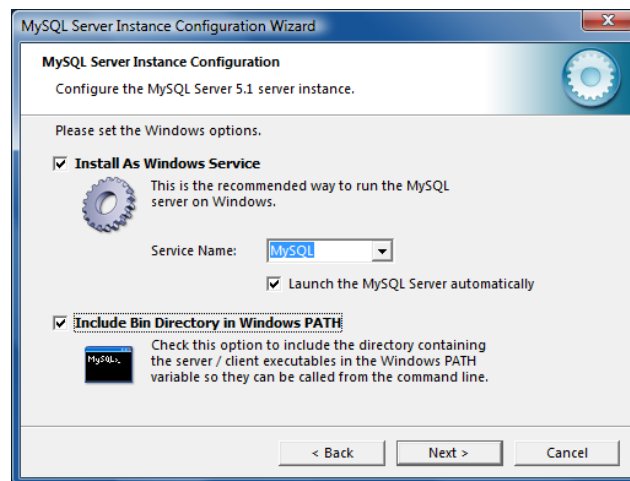 MySQL Server Instance Configuration Wizard
MySQL Server Instance Configuration
Configure the MySQL Server 5.1 server instance.
Please set the Windows options.
Install As Windows Service
This is the recommended way to run the MySQL
server on Windows.
Service Name:
MySQL
Launch the MySQL Server automatically
Include Bin Directory in Windows PATH
MySQL>_
Check this option to include the directory containing
the server / client executables in the Windows PATH
variable so they can be called from the command line.
< Back
Next >
Cancel